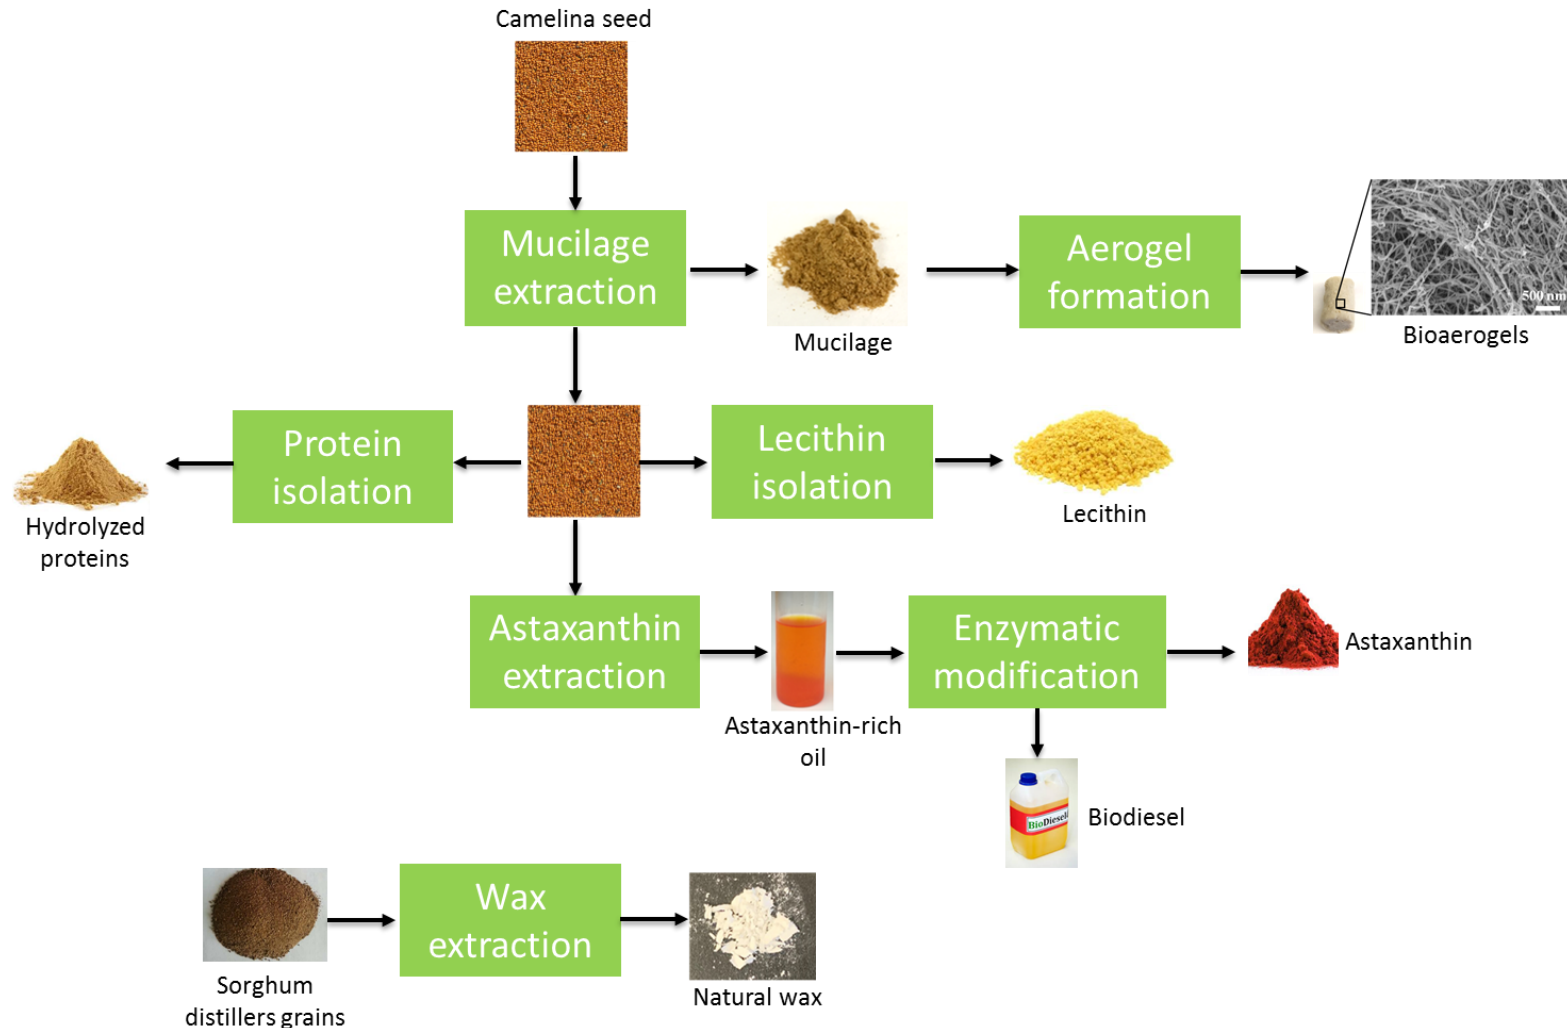 Camelina seed
Mucilage
extraction
Mucilage
Aerogel
formation
500 nm
Bioaerogels
Protein
isolation
Hydrolyzed
proteins
Lecithin
isolation
Lecithin
Astaxanthin
extraction
Astaxanthin-rich
oil
Enzymatic
modification
Astaxanthin
BioDiesel
Biodiesel
Sorghum
distillers grains
Wax
extraction
Natural wax